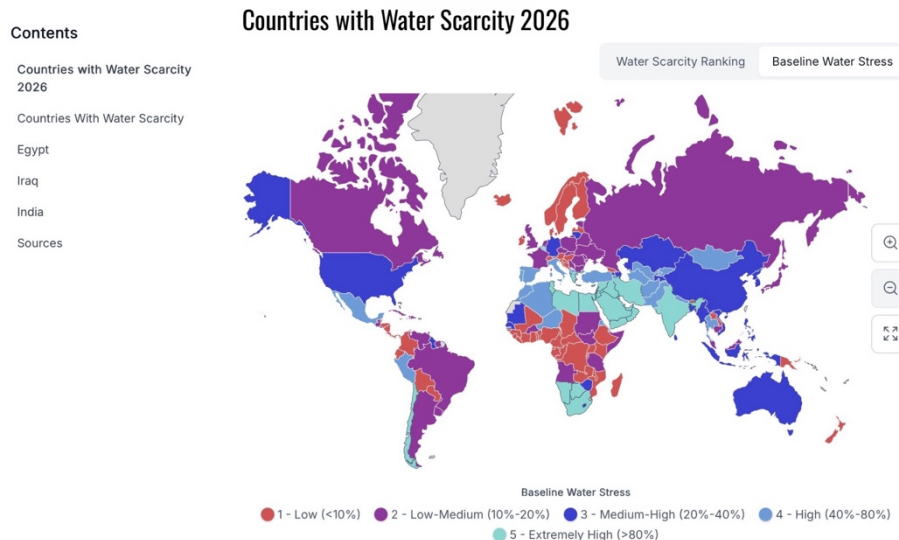 Contents
Countries with Water Scarcity
2026
Countries With Water Scarcity
Egypt
Iraq
India
Sources
Countries with Water Scarcity 2026
Water Scarcity Ranking
Baseline Water Stress
Baseline Water Stress
1 - Low (<10%)
2 - Low-Medium (10%-20%)
3 - Medium-High (20%-40%)
4 - High (40%-80%)
5 - Extremely High (>80%)